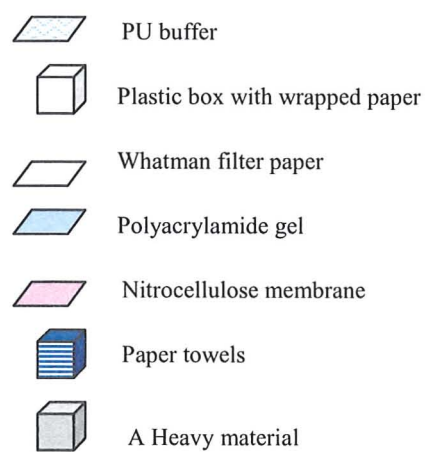 PU buffer
Plastic box with wrapped paper
Whatman filter paper
Polyacrylamide gel
Nitrocellulose membrane
Paper towels
A Heavy material